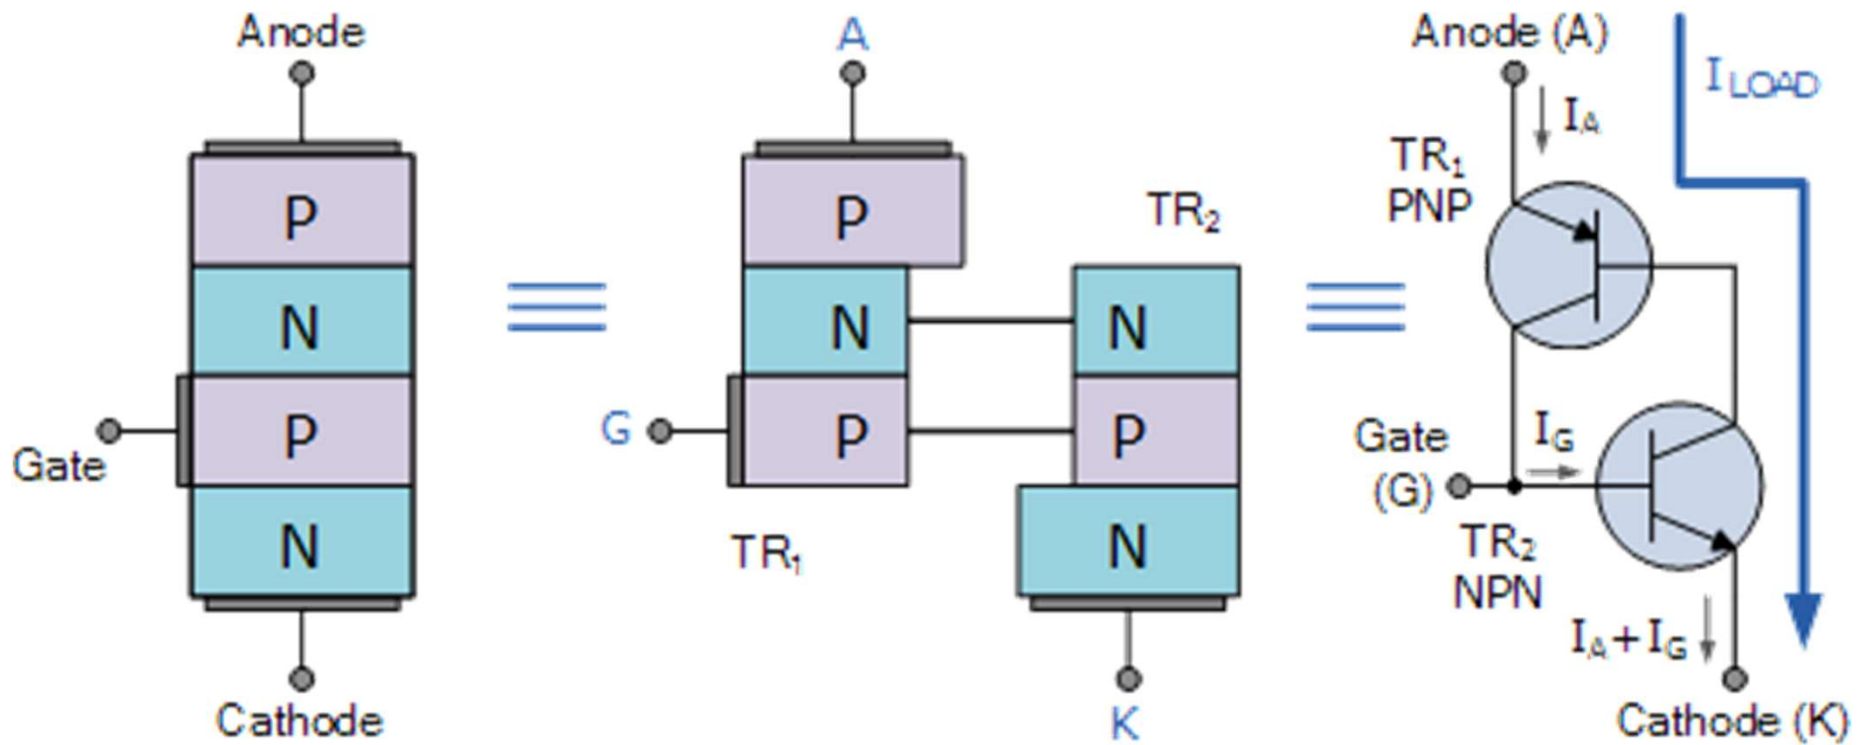 Anode
P
N
P
N
Gate
Cathode
A
P
N
P
G
TR₁
TR₂
N
P
N
K
Anode (A)
I_A
I_LOAD
TR₁
PNP
Gate
(G)
I_G
TR₂
NPN
I_A+I_G
Cathode (K)